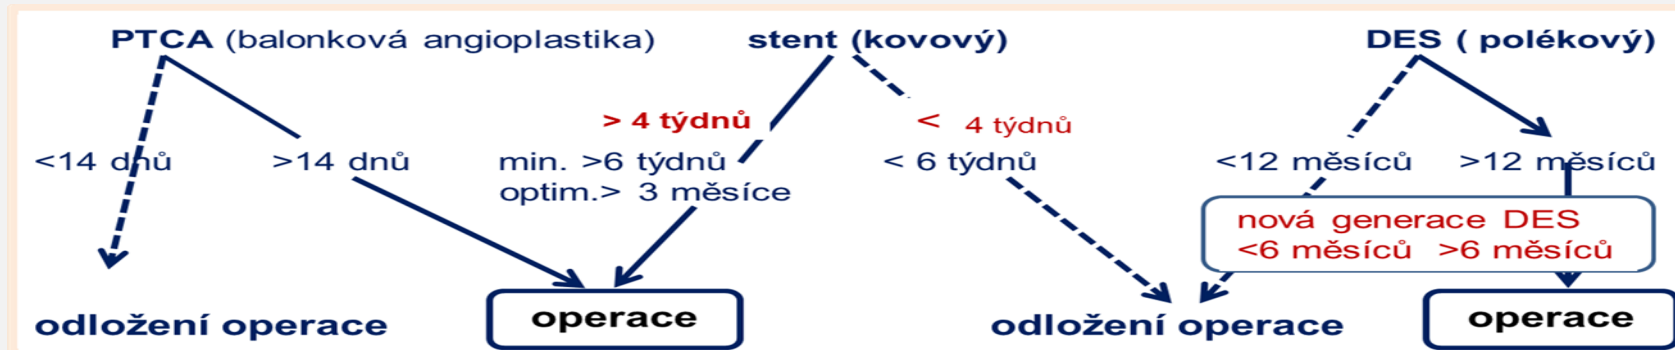 PTCA (balonková angioplastika) stent (kovový) DES ( polékový)
> 4 týdnů < 4 týdnů
<14 dnů >14 dnů min. >6 týdnů < 6 týdnů <12 měsíců >12 měsíců
optim.> 3 měsíce
nová generace DES
<6 měsíců >6 měsíců
odložení operace operace odložení operace operace